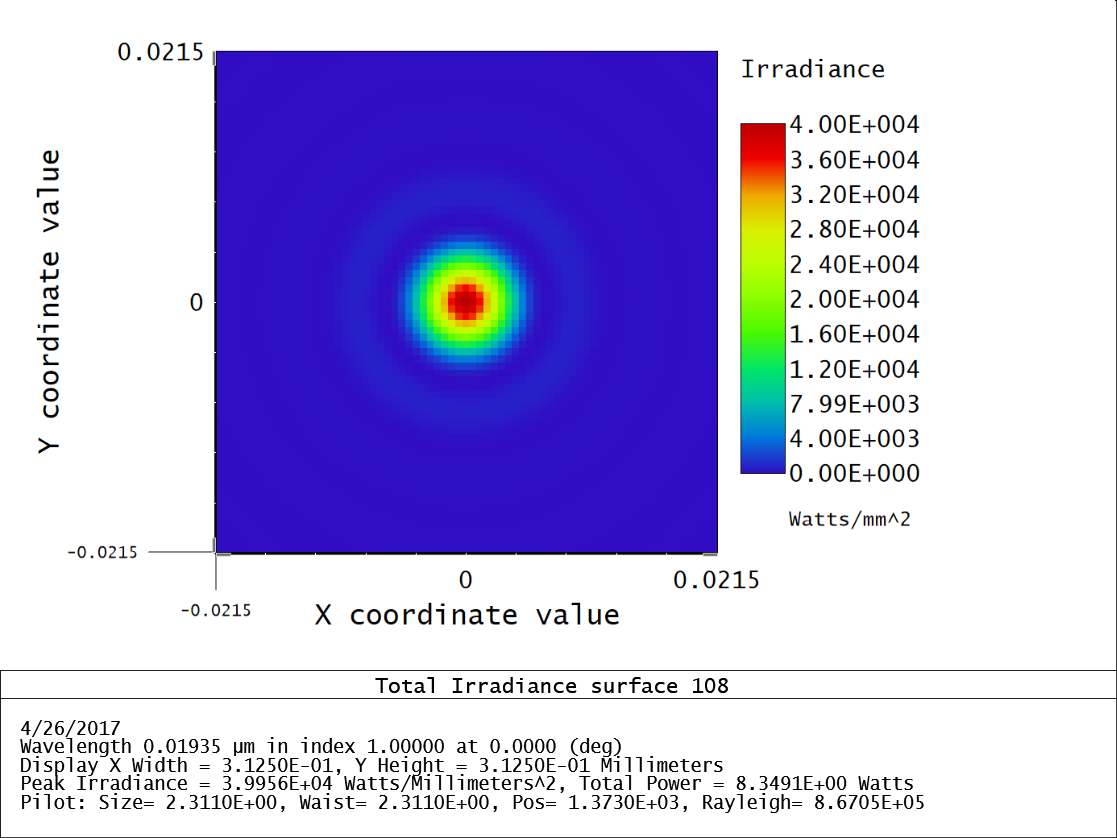 0.0215
Y coordinate value
0
-0.0215
-0.0215
0
0.0215
X coordinate value
Irradiance
4.00E+004
3.60E+004
3.20E+004
2.80E+004
2.40E+004
2.00E+004
1.60E+004
1.20E+004
7.99E+003
4.00E+003
0.00E+000
Watts/mm^2
Total Irradiance surface 108
4/26/2017
Wavelength 0.01935 µm in index 1.00000 at 0.0000 (deg)
Display X Width = 3.1250E-01, Y Height = 3.1250E-01 Millimeters
Peak Irradiance = 3.9956E+04 Watts/Millimeters^2, Total Power = 8.3491E+00 Watts
Pilot: Size= 2.3110E+00, Waist= 2.3110E+00, Pos= 1.3730E+03, Rayleigh= 8.6705E+05